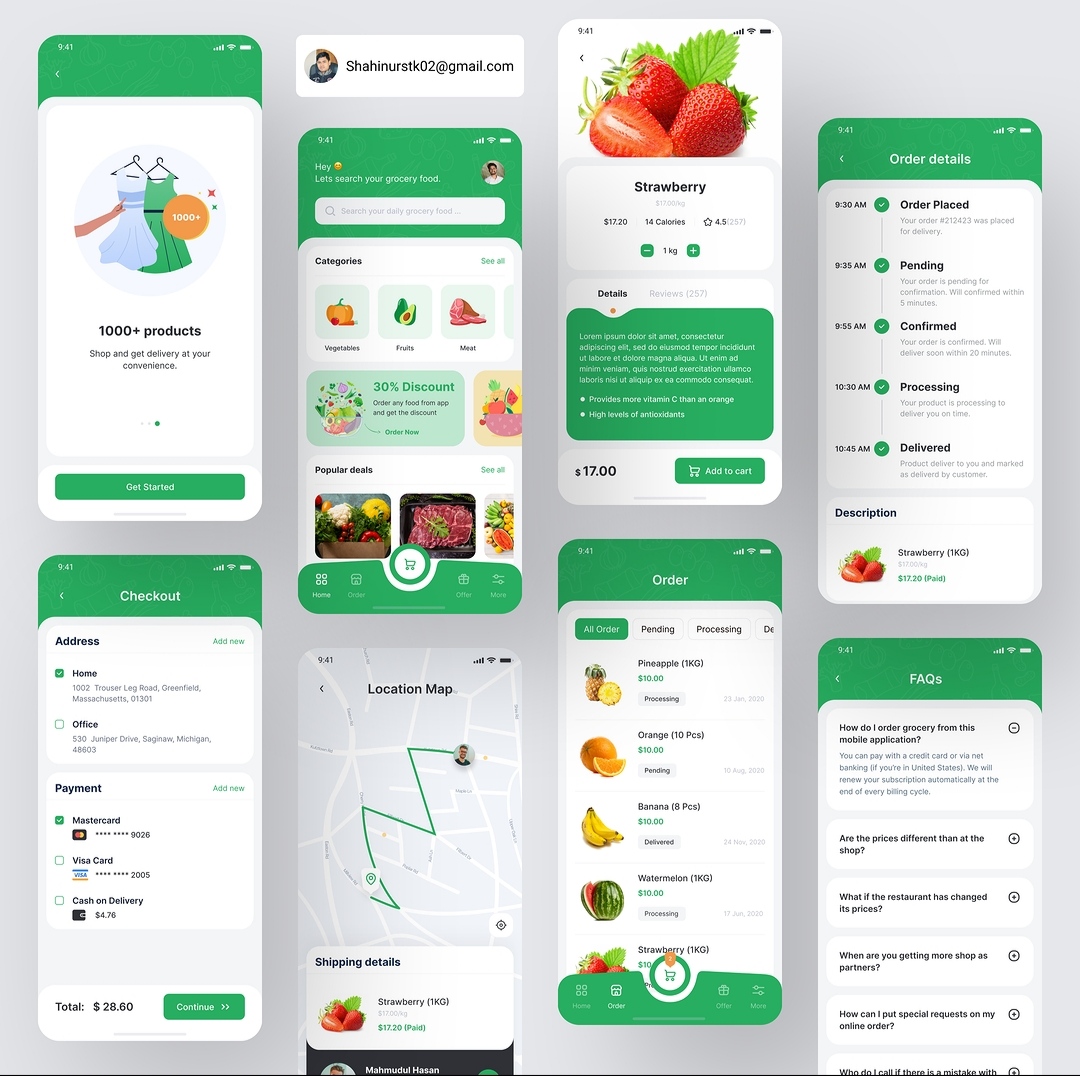 9:41
1000+
1000+ products
Shop and get delivery at your
convenience.
Get Started
Shahinurstk02@gmail.com
9:41
Hey
Lets search your grocery food.
Search your daily grocery food ...
Categories
See all
Vegetables
Fruits
Meat
30% Discount
Order any food from app
and get the discount
Order Now
Popular deals
See all
Home
Order
Offer
More
9:41
Strawberry
$17.00/kg
$17.20
14 Calories
4.5(257)
1 kg
Details
Reviews (257)
Lorem ipsum dolor sit amet, consectetur
adipiscing elit, sed do eiusmod tempor incididunt
ut labore et dolore magna aliqua. Ut enim ad
minim veniam, quis nostrud exercitation ullamco
laboris nisi ut aliquip ex ea commodo consequat.
Provides more vitamin C than an orange
High levels of antioxidants
$ 17.00
Add to cart
9:41
Order details
9:30 AM
Order Placed
Your order #212423 was placed
for delivery.
9:35 AM
Pending
Your order is pending for
confirmation. Will confirmed within
5 minutes.
9:55 AM
Confirmed
Your order is confirmed. Will
deliver soon within 20 minutes.
10:30 AM
Processing
Your product is processing to
deliver you on time.
10:45 AM
Delivered
Product deliver to you and marked
as deliverd by customer.
Description
Strawberry (1KG)
$17.00/kg
$17.20 (Paid)
9:41
Checkout
Address
Add new
Home
1002 Trouser Leg Road, Greenfield,
Massachusetts, 01301
Office
530 Juniper Drive, Saginaw, Michigan,
48603
Payment
Add new
Mastercard
**** **** 9026
Visa Card
VISA
**** **** 2005
Cash on Delivery
$4.76
Total: $ 28.60
Continue
9:41
Location Map
Shipping details
Strawberry (1KG)
$17.00/kg
$17.20 (Paid)
Mahmudul Hasan
9:41
Order
All Order
Pending
Processing
De
Pineapple (1KG)
$10.00
Processing
23 Jan, 2020
Orange (10 Pcs)
$10.00
Pending
10 Aug, 2020
Banana (8 Pcs)
$10.00
Delivered
24 Nov, 2020
Watermelon (1KG)
$10.00
Processing
17 Jun, 2020
Strawberry (1KG)
$10
Home
Order
Offer
More
9:41
FAQs
How do I order grocery from this
mobile application?
You can pay with a credit card or via net
banking (if you're in United States). We will
renew your subscription automatically at the
end of every billing cycle.
Are the prices different than at the
shop?
What if the restaurant has changed
its prices?
When are you getting more shop as
partners?
How can I put special requests on my
online order?
Who do I call if there is a mistake with